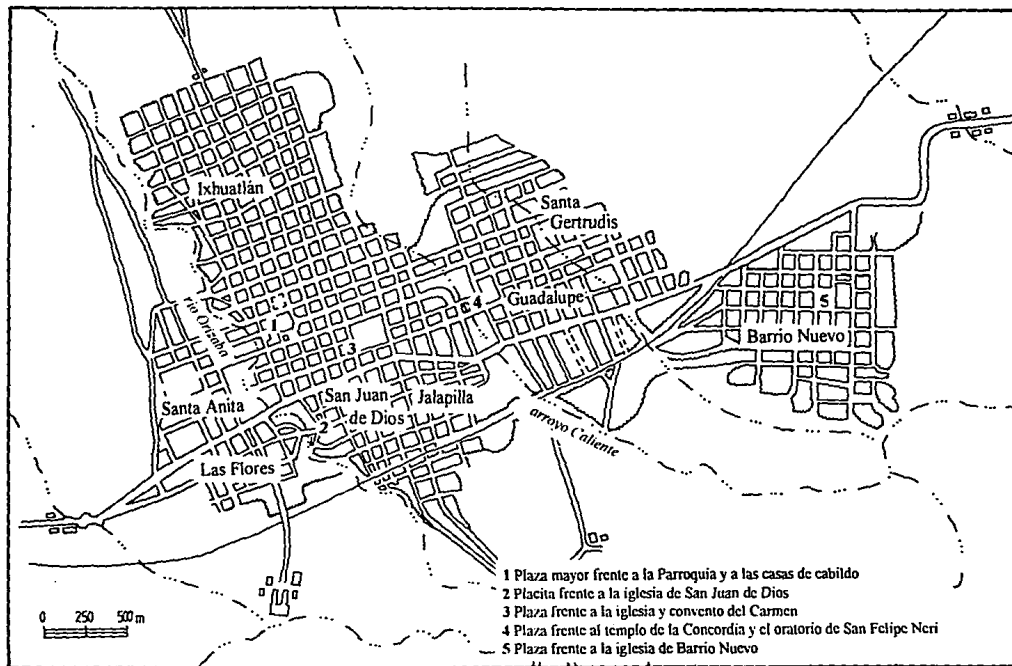 Ixhuatlán
Santa
Gertrudis
4
Guadalupe
5
Barrio Nuevo
1
Río Orizaba
3
Santa Anita
San Juan
de Dios
Jalapilla
2
arroyo Caliente
Las Flores
0 250 500 m
1 Plaza mayor frente a la Parroquia y a las casas de cabildo
2 Placita frente a la iglesia de San Juan de Dios
3 Plaza frente a la iglesia y convento del Carmen
4 Plaza frente al templo de la Concordia y el oratorio de San Felipe Neri
5 Plaza frente a la iglesia de Barrio Nuevo